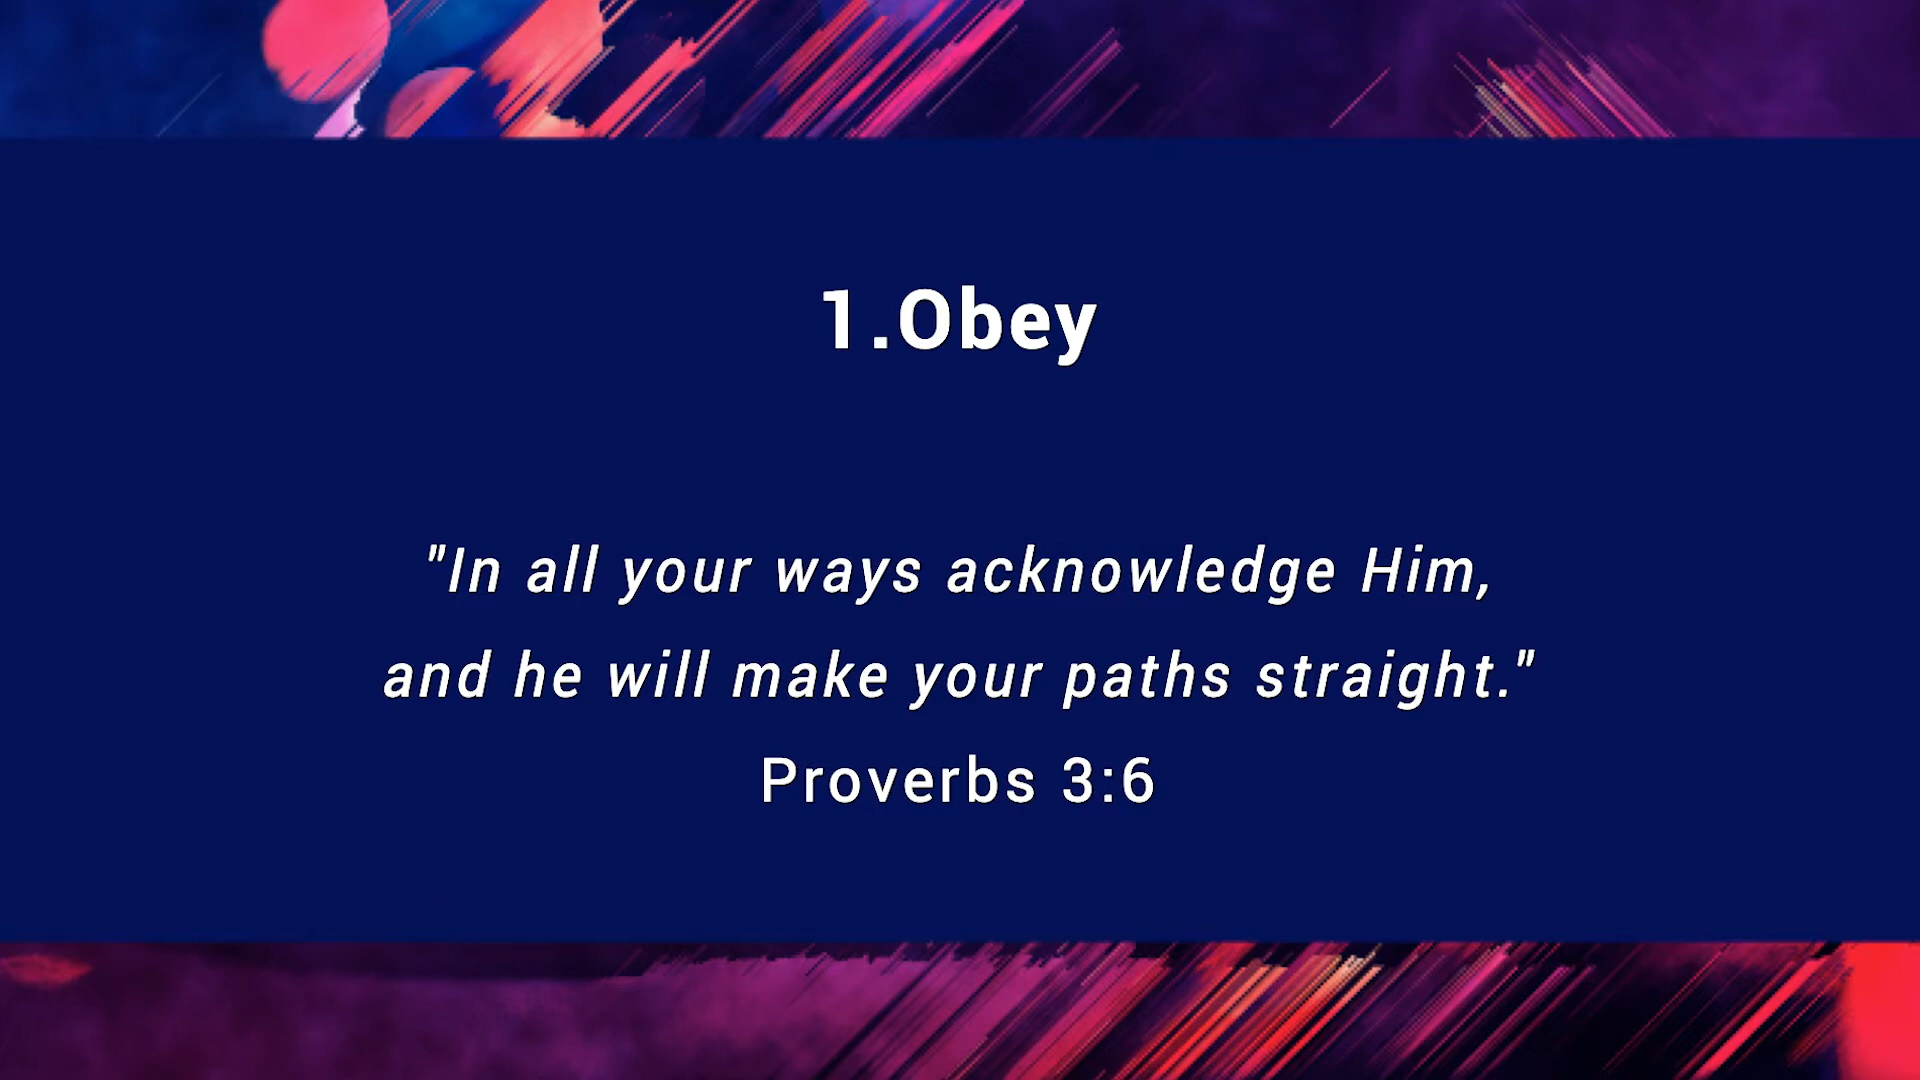 1.Obey
"In all your ways acknowledge Him,
and he will make your paths straight."
Proverbs 3:6